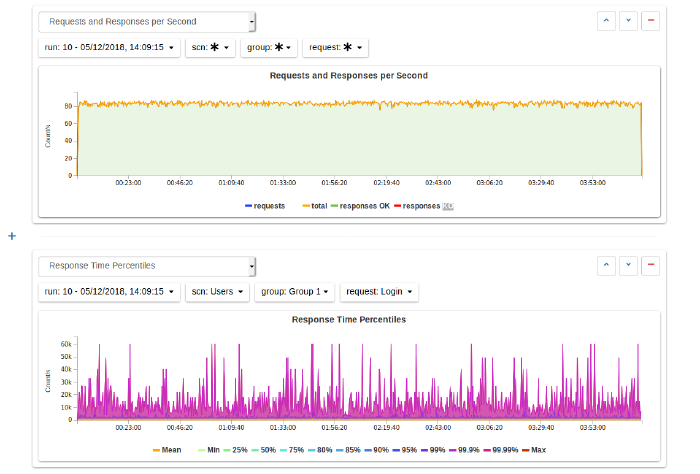 Requests and Responses per Second
run: 10 - 05/12/2018, 14:09:15 scn: ✱ group: ✱ request: ✱
Requests and Responses per Second
Count/s
80
60
40
20
0
00:23:00 00:46:20 01:09:40 01:33:00 01:56:20 02:19:40 02:43:00 03:06:20 03:29:40 03:53:00
requests total responses OK responses KO
+
Response Time Percentiles
run: 10 - 05/12/2018, 14:09:15 scn: Users group: Group 1 request: Login
Response Time Percentiles
Count/s
60k
50k
40k
30k
20k
10k
0
00:23:00 00:46:20 01:09:40 01:33:00 01:56:20 02:19:40 02:43:00 03:06:20 03:29:40 03:53:00
Mean Min 25% 50% 75% 80% 85% 90% 95% 99% 99.9% 99.99% Max